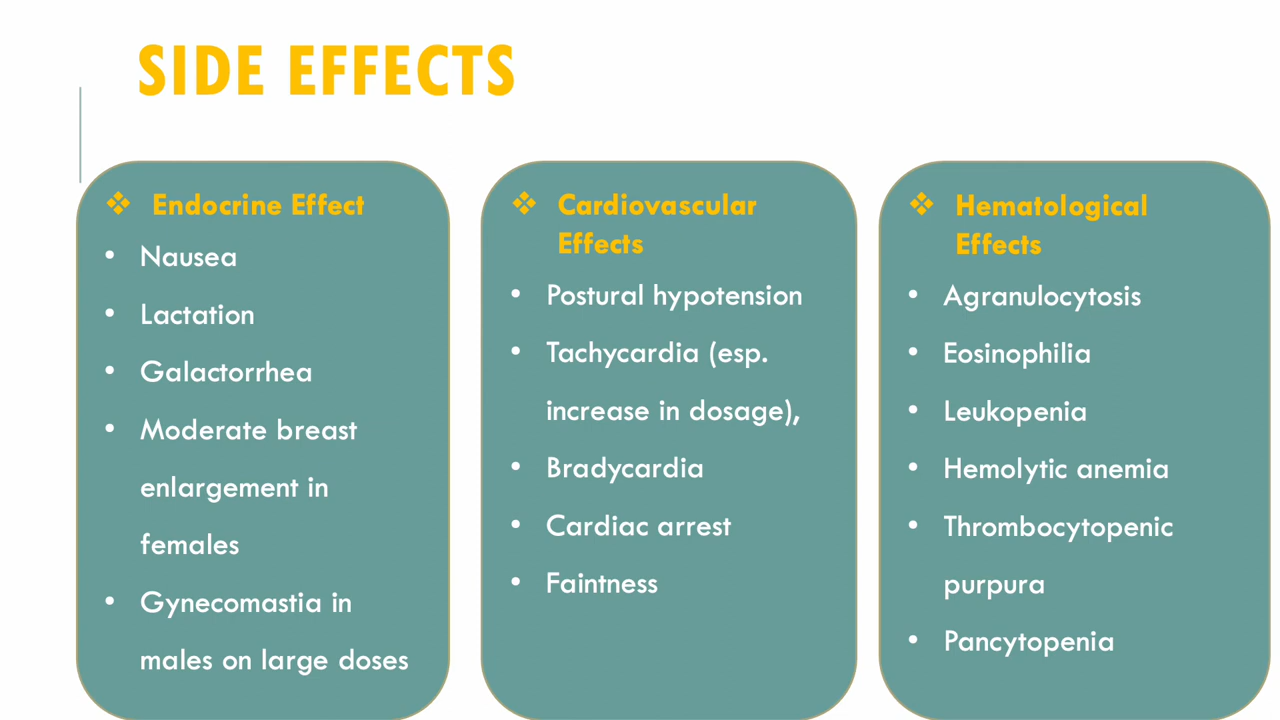 SIDE EFFECTS
❖ Endocrine Effect
• Nausea
• Lactation
• Galactorrhea
• Moderate breast
enlargement in
females
• Gynecomastia in
males on large doses
❖ Cardiovascular
Effects
• Postural hypotension
• Tachycardia (esp.
increase in dosage),
• Bradycardia
• Cardiac arrest
• Faintness
❖ Hematological
Effects
• Agranulocytosis
• Eosinophilia
• Leukopenia
• Hemolytic anemia
• Thrombocytopenic
purpura
• Pancytopenia